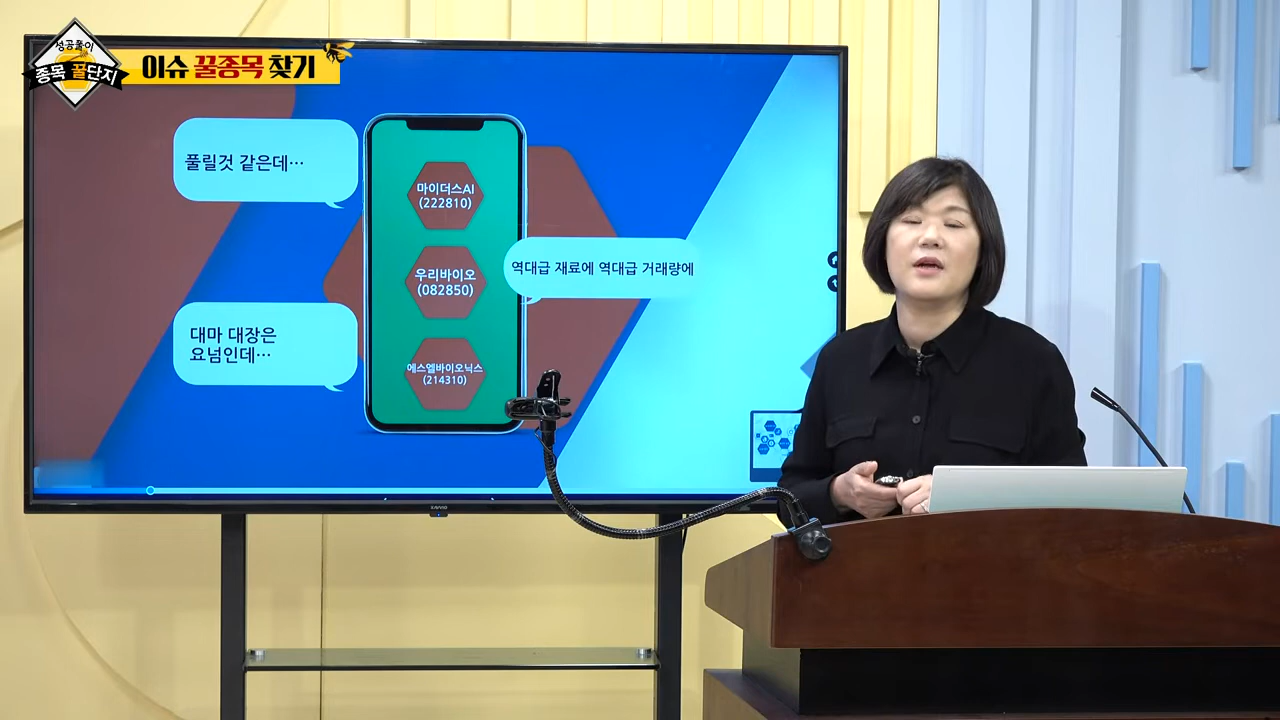 성공풀이
종목 꿀단지
이슈 꿀종목 찾기
풀릴것 같은데…
마이더스AI
(222810)
우리바이오
(082850)
역대급 재료에 역대급 거래량에
대마 대장은
요넘인데…
에스엘바이오닉스
(214310)